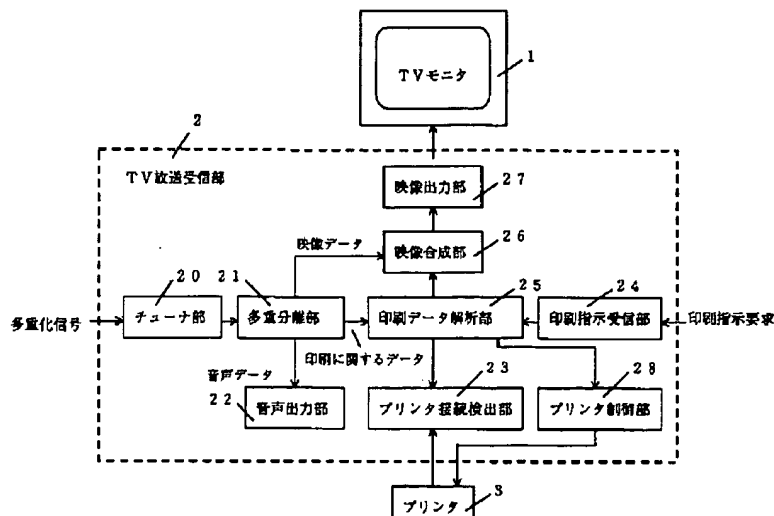 TVモニタ
1
2
TV放送受信部
映像出力部
27
映像データ
映像合成部
26
20
21
25
24
多重化信号
チューナ部
多重分離部
印刷データ解析部
印刷指示受信部
印刷指示要求
印刷に関するデータ
音声データ
23
28
22
音声出力部
プリンタ接続検出部
プリンタ制御部
プリンタ
3